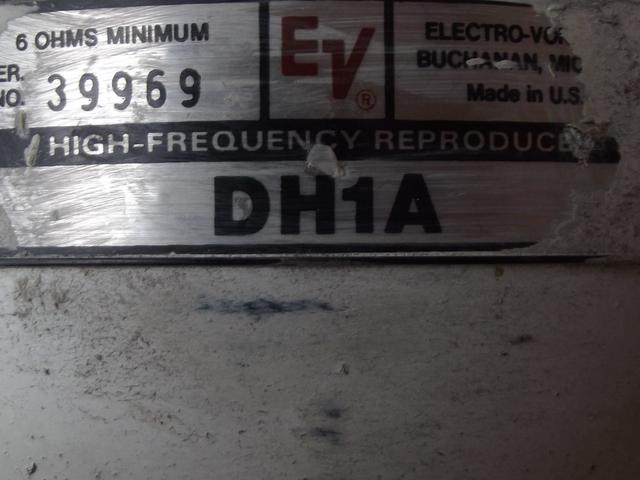 6 OHMS MINIMUM
ER.
NO. 39969
EV®
ELECTRO-VO
BUCHANAN, MIC
Made in U.S.
HIGH-FREQUENCY REPRODUCE
DH1A